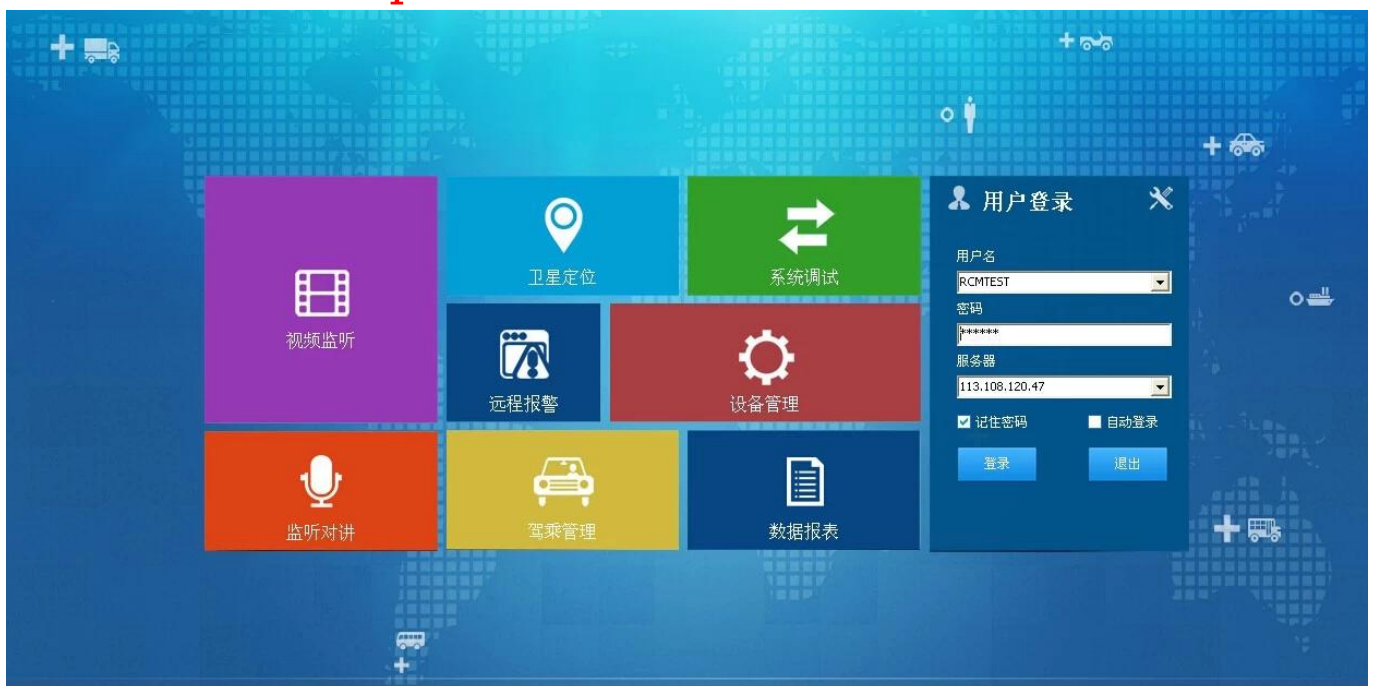 用户登录
卫星定位
系统调试
用户名
RCMTEST
密码
******
视频监听
服务器
113.108.120.47
远程报警
设备管理
记住密码
自动登录
登录
退出
监听对讲
驾乘管理
数据报表